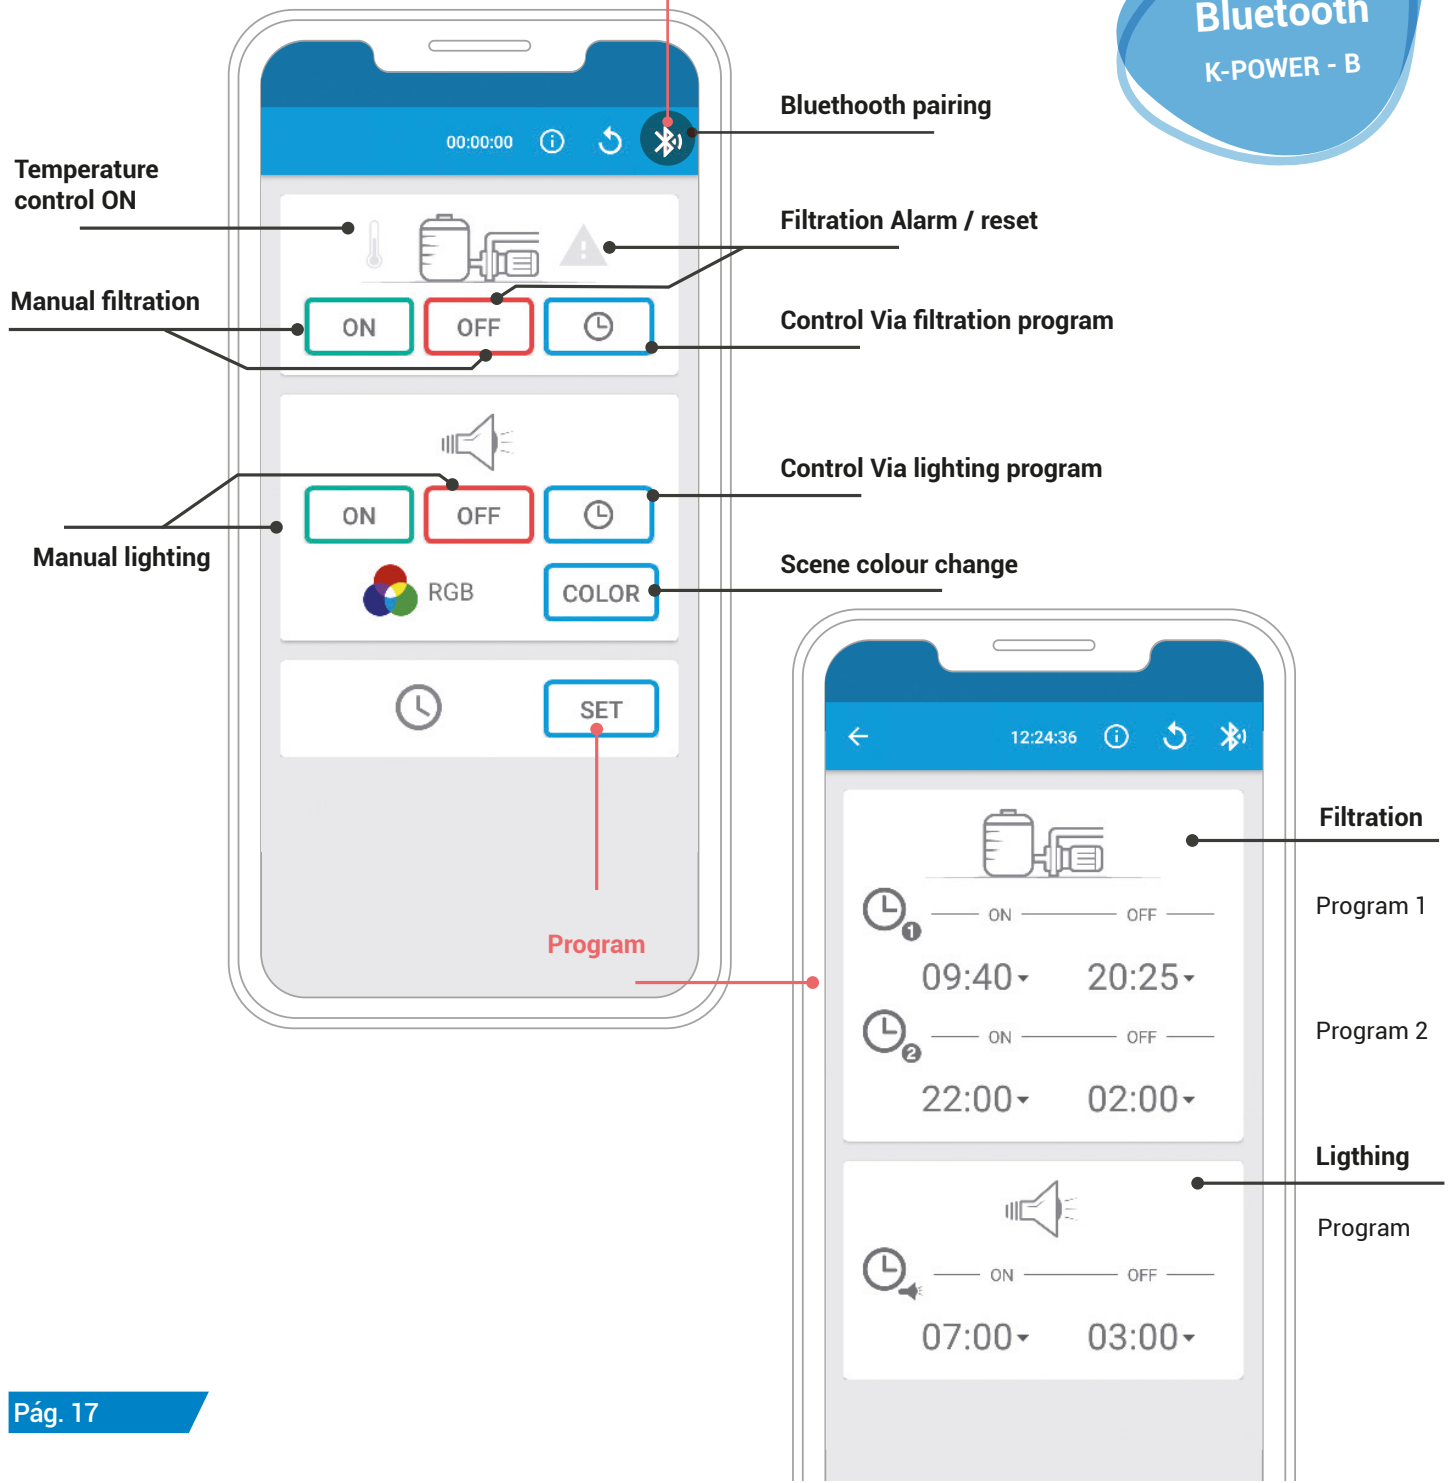 Bluetooth
K-POWER - B
Bluethooth pairing
00:00:00
Temperature
control ON
Filtration Alarm / reset
Manual filtration
ON
OFF
Control Via filtration program
Control Via lighting program
ON
OFF
Manual lighting
Scene colour change
RGB
COLOR
SET
Program
12:24:36
Filtration
Program 1
1
ON
OFF
09:40
20:25
Program 2
2
ON
OFF
22:00
02:00
Ligthing
Program
ON
OFF
07:00
03:00
Pág. 17